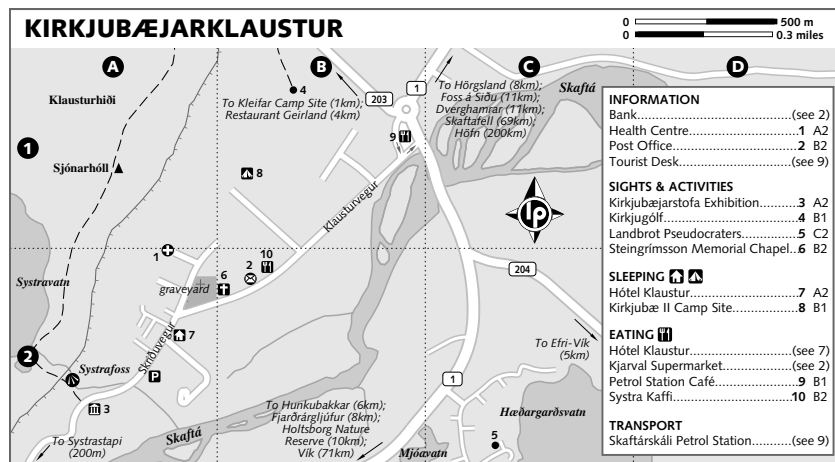 KIRKJUBÆJARKLAUSTUR
0 500 m
0 0.3 miles
A
B
C
D
1
2
Klausturhiði
Sjónarhóll
Systravatn
4
To Kleifar Camp Site (1km);
Restaurant Geirland (4km)
203
1
To Hörgsland (8km);
Foss á Síðu (11km);
Dverghamrar (11km);
Skaftafell (69km);
Höfn (200km)
Skaftá
9
8
Klausturvegur
lp
1
graveyard
6
2
10
204
7
Skriðuvegur
P
Systrafoss
3
To Systrastapi
(200m)
Skaftá
To Hunkubakkar (6km);
Fjarðrárgljúfur (8km);
Holtsborg Nature
Reserve (10km);
Vík (71km)
1
To Efri-Vík
(5km)
Hæðargarðsvatn
5
Mjóavatn
INFORMATION
Bank (see 2)
Health Centre 1 A2
Post Office 2 B2
Tourist Desk (see 9)
SIGHTS & ACTIVITIES
Kirkjubæjarstofa Exhibition 3 A2
Kirkjugólf 4 B1
Landbrot Pseudocraters 5 C2
Steingrímsson Memorial Chapel 6 B2
SLEEPING
Hótel Klaustur 7 A2
Kirkjubæ II Camp Site 8 B1
EATING
Hótel Klaustur (see 7)
Kjarval Supermarket (see 2)
Petrol Station Café 9 B1
Systra Kaffi 10 B2
TRANSPORT
Skaftárskáli Petrol Station (see 9)